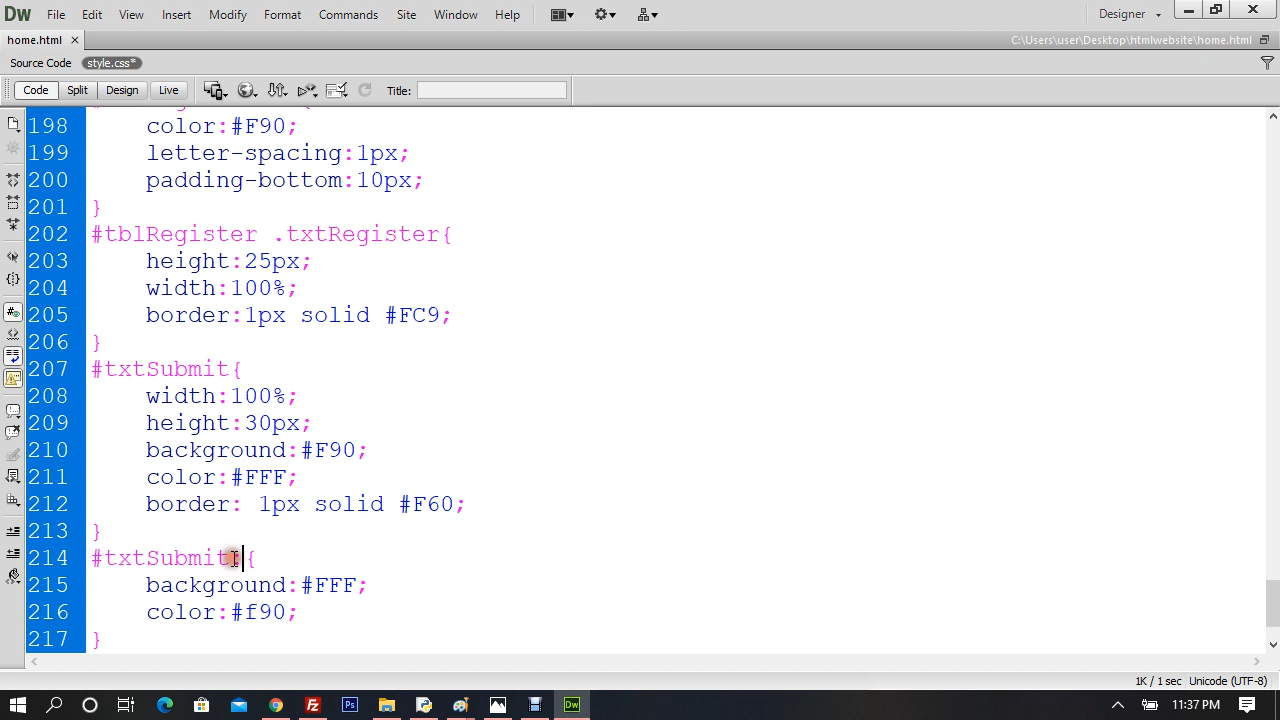 Dw File Edit View Insert Modify Format Commands Site Window Help Designer
home.html × C:\Users\user\Desktop\htmlwebsite\home.html
Source Code style.css*
Code Split Design Live Title:
198 color:#F90;
199 letter-spacing:1px;
200 padding-bottom:10px;
201 }
202 #tblRegister .txtRegister{
203 height:25px;
204 width:100%;
205 border:1px solid #FC9;
206 }
207 #txtSubmit{
208 width:100%;
209 height:30px;
210 background:#F90;
211 color:#FFF;
212 border: 1px solid #F60;
213 }
214 #txtSubmit:{
215 background:#FFF;
216 color:#f90;
217 }
1K / 1 sec Unicode (UTF-8)
Fz Ps Dw 11:37 PM